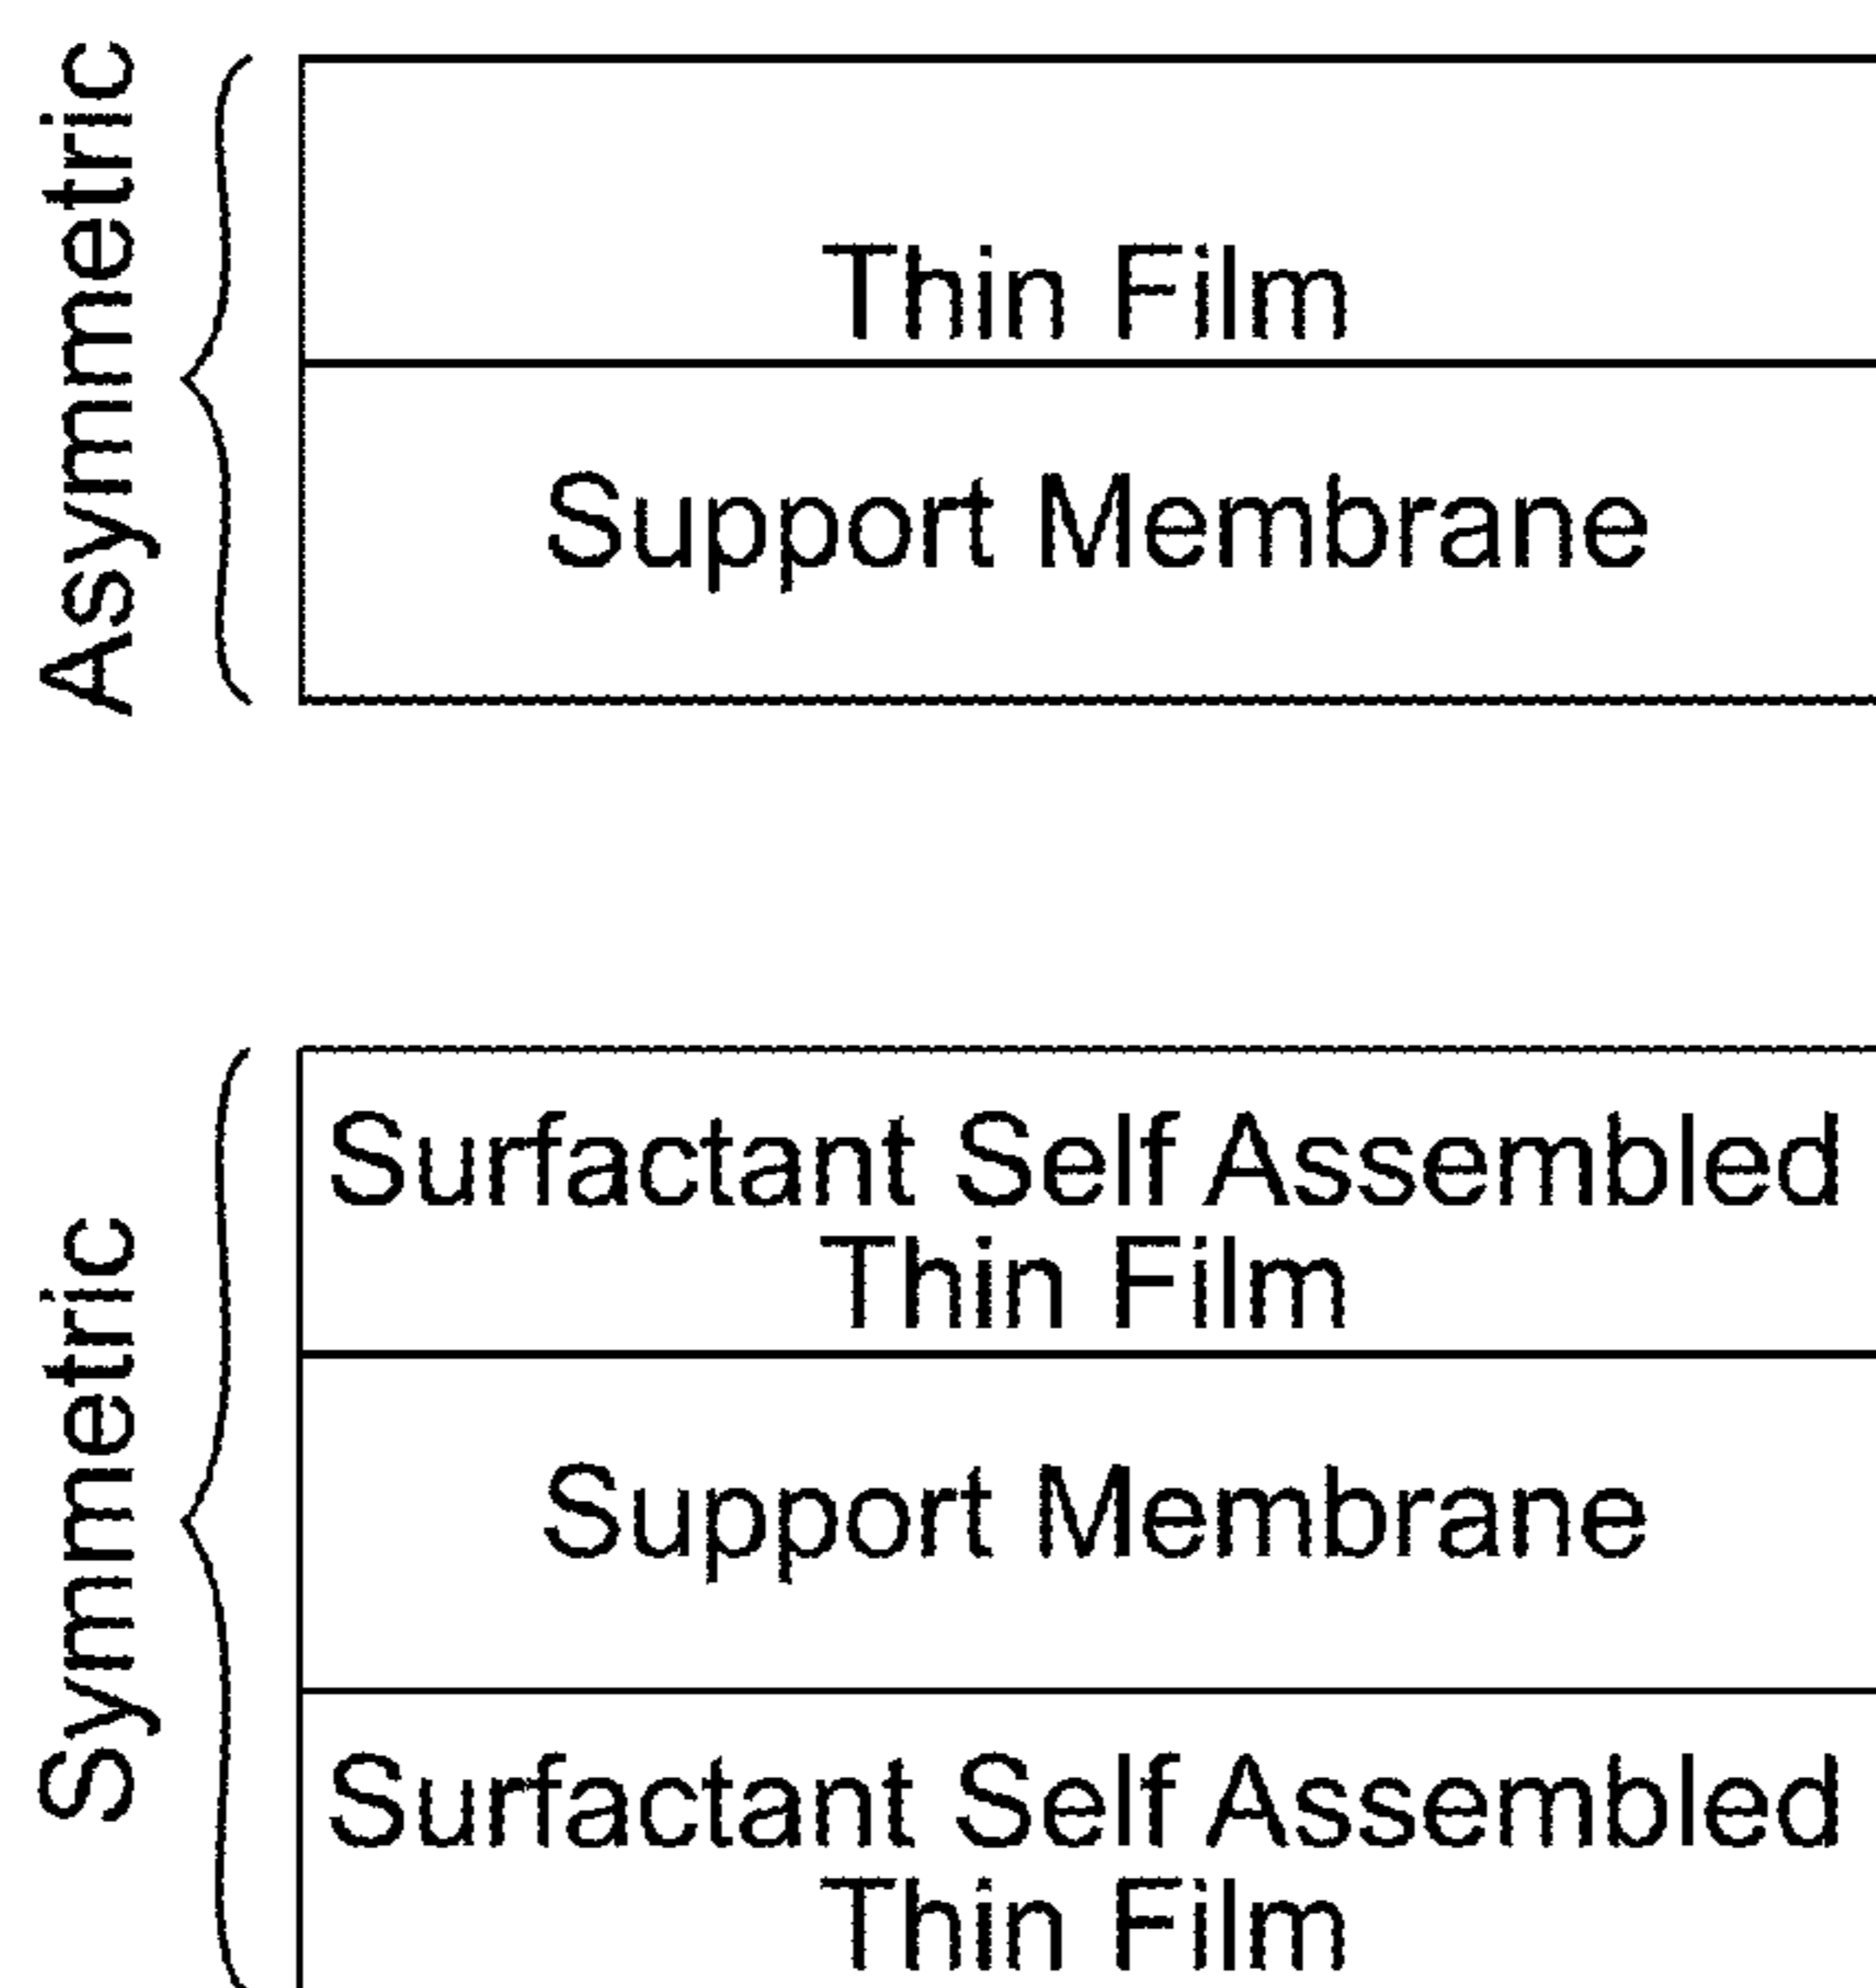 Asymmetric
Thin Film
Support Membrane
Symmetric
Surfactant Self Assembled
Thin Film
Support Membrane
Surfactant Self Assembled
Thin Film